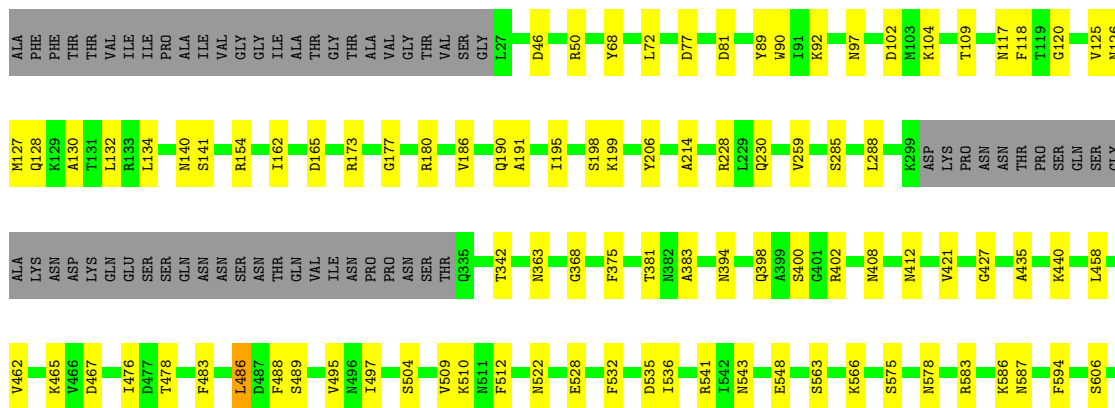 ALA PHE PHE THR THR VAL ILE ILE PRO ALA ILE VAL GLY GLY ILE ALA THR GLY THR ALA VAL GLY THR VAL SER GLY L27 D46 R50 Y68 L72 D77 D81 Y89 W90 I91 K92 N97 D102 M103 K104 T109 N117 F118 T119 G120 V125
M127 Q128 K129 A130 T131 L132 R133 L134 N140 S141 R154 I162 D165 R173 G177 R180 V186 Q190 A191 I195 S198 K199 Y206 A214 R228 L229 Q230 V259 S285 L288 K299 ASP LYS PRO ASN ASN THR PRO SER GLN SER GLY
ALA LYS ASN ASP LYS GLN GLU SER SER GLN ASN ASN SER ASN THR GLN VAL ILE ASN PRO PRO ASN SER THR Q335 T342 N363 G368 F375 T381 N382 A383 N394 Q398 A399 S400 G401 R402 N408 N412 V421 G427 A435 K440 L458
V462 K465 V466 D467 I476 D477 T478 F483 L486 D487 F488 S489 V495 N496 I497 S504 V509 K510 N511 F512 N522 E528 F532 D535 I536 R541 I542 N543 E548 S563 K566 S575 N578 R583 K586 N587 F594 S606